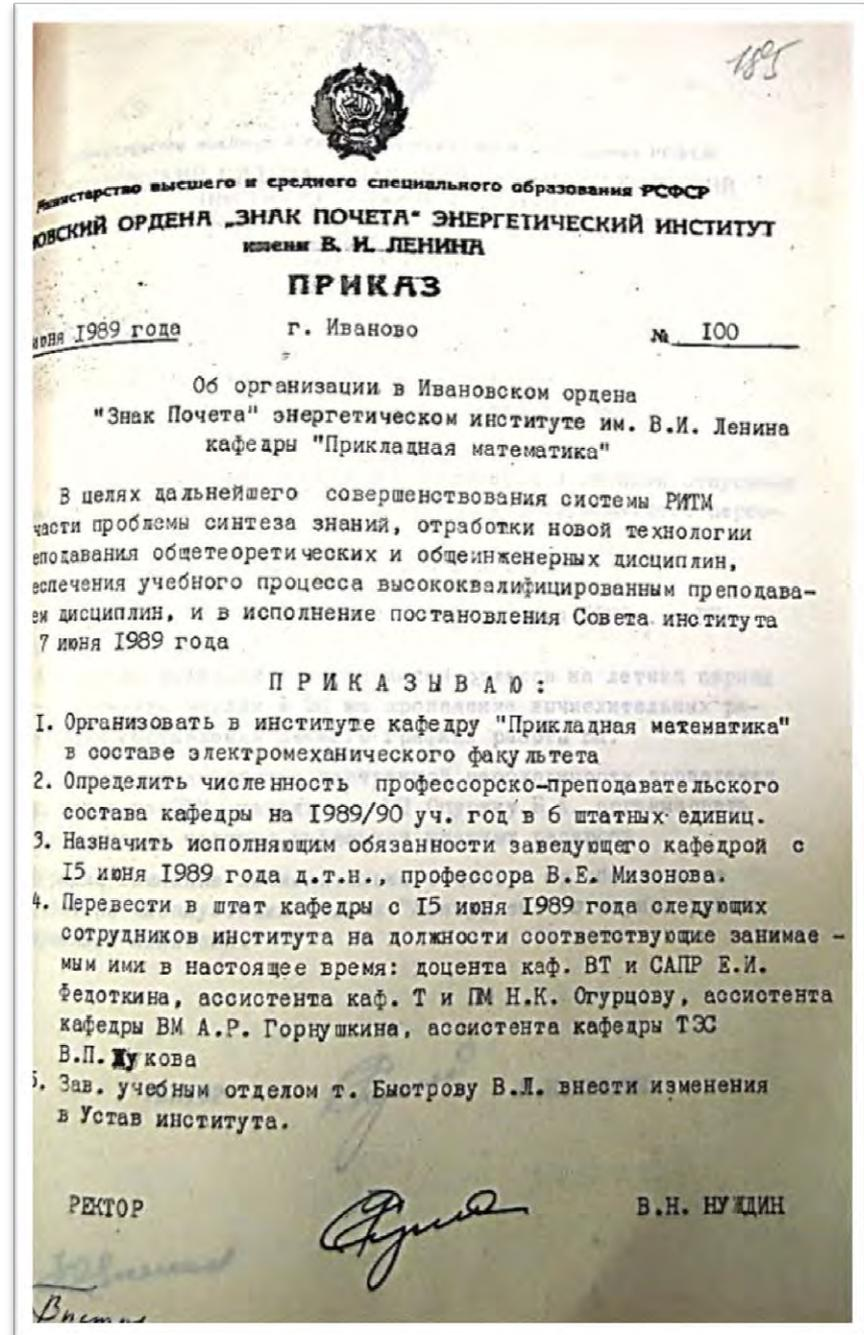 185
Министерство высшего и среднего специального образования РСФСР
ОВСКИЙ ОРДЕНА „ЗНАК ПОЧЕТА" ЭНЕРГЕТИЧЕСКИЙ ИНСТИТУТ
имени В. И. ЛЕНИНА
ПРИКАЗ
июня 1989 года г. Иваново № 100
Об организации в Ивановском ордена
"Знак Почета" энергетическом институте им. В.И. Ленина
кафедры "Прикладная математика"
В целях дальнейшего совершенствования системы РИТМ
части проблемы синтеза знаний, отработки новой технологии
еподавания общетеоретических и общеинженерных дисциплин,
еспечения учебного процесса высококвалифицированным преподава-
ем дисциплин, и в исполнение постановления Совета института
7 июня 1989 года
П Р И К А З Ы В А Ю :
1. Организовать в институте кафедру "Прикладная математика"
в составе электромеханического факультета
2. Определить численность профессорско-преподавательского
состава кафедры на 1989/90 уч. год в 6 штатных единиц.
3. Назначить исполняющим обязанности заведующего кафедрой с
15 июня 1989 года д.т.н., профессора В.Е. Мизонова.
4. Перевести в штат кафедры с 15 июня 1989 года следующих
сотрудников института на должности соответствующие занимае -
мым ими в настоящее время: доцента каф. ВТ и САПР Е.И.
Федоткина, ассистента каф. Т и ПМ Н.К. Огурцову, ассистента
кафедры ВМ А.Р. Горнушкина, ассистента кафедры ТЭС
В.П. Жукова
5. Зав. учебным отделом т. Быстрову В.Л. внести изменения
в Устав института.
РЕКТОР В.Н. НУЖДИН